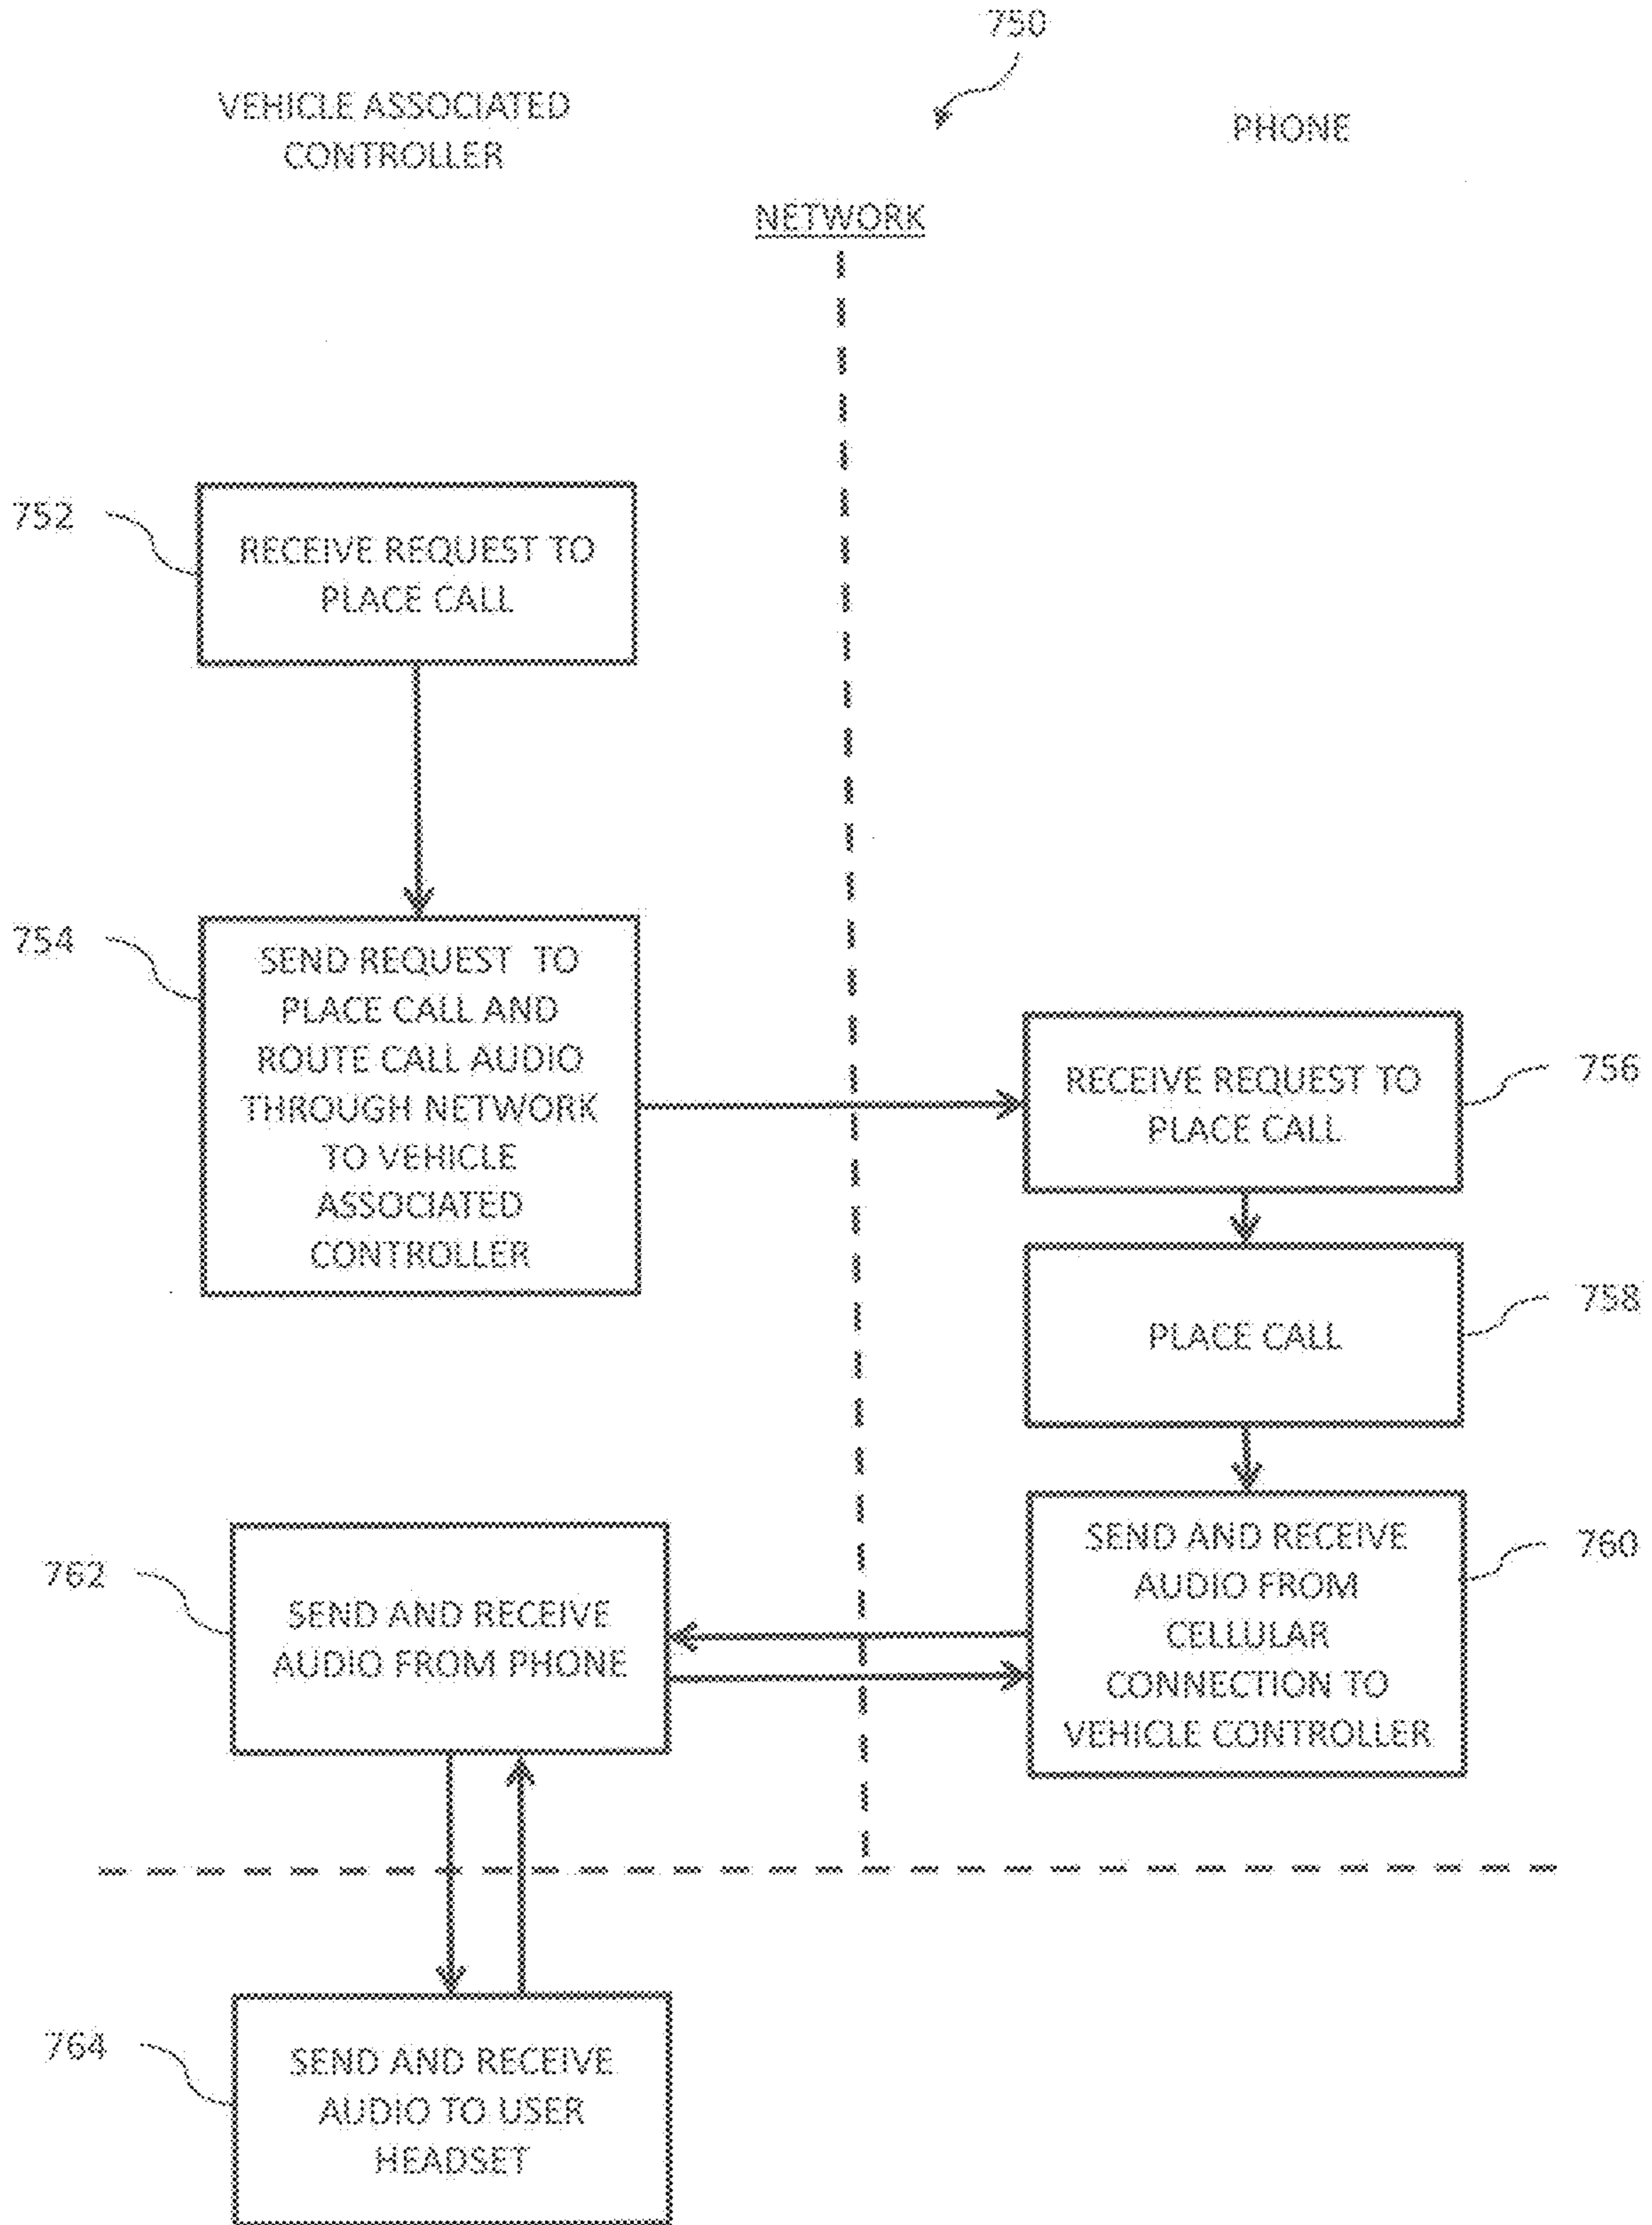 750
VEHICLE ASSOCIATED
CONTROLLER
PHONE
NETWORK
752
RECEIVE REQUEST TO
PLACE CALL
754
SEND REQUEST TO
PLACE CALL AND
ROUTE CALL AUDIO
THROUGH NETWORK
TO VEHICLE
ASSOCIATED
CONTROLLER
RECEIVE REQUEST TO
PLACE CALL
756
PLACE CALL
758
SEND AND RECEIVE
AUDIO FROM
CELLULAR
CONNECTION TO
VEHICLE CONTROLLER
760
762
SEND AND RECEIVE
AUDIO FROM PHONE
764
SEND AND RECEIVE
AUDIO TO USER
HEADSET